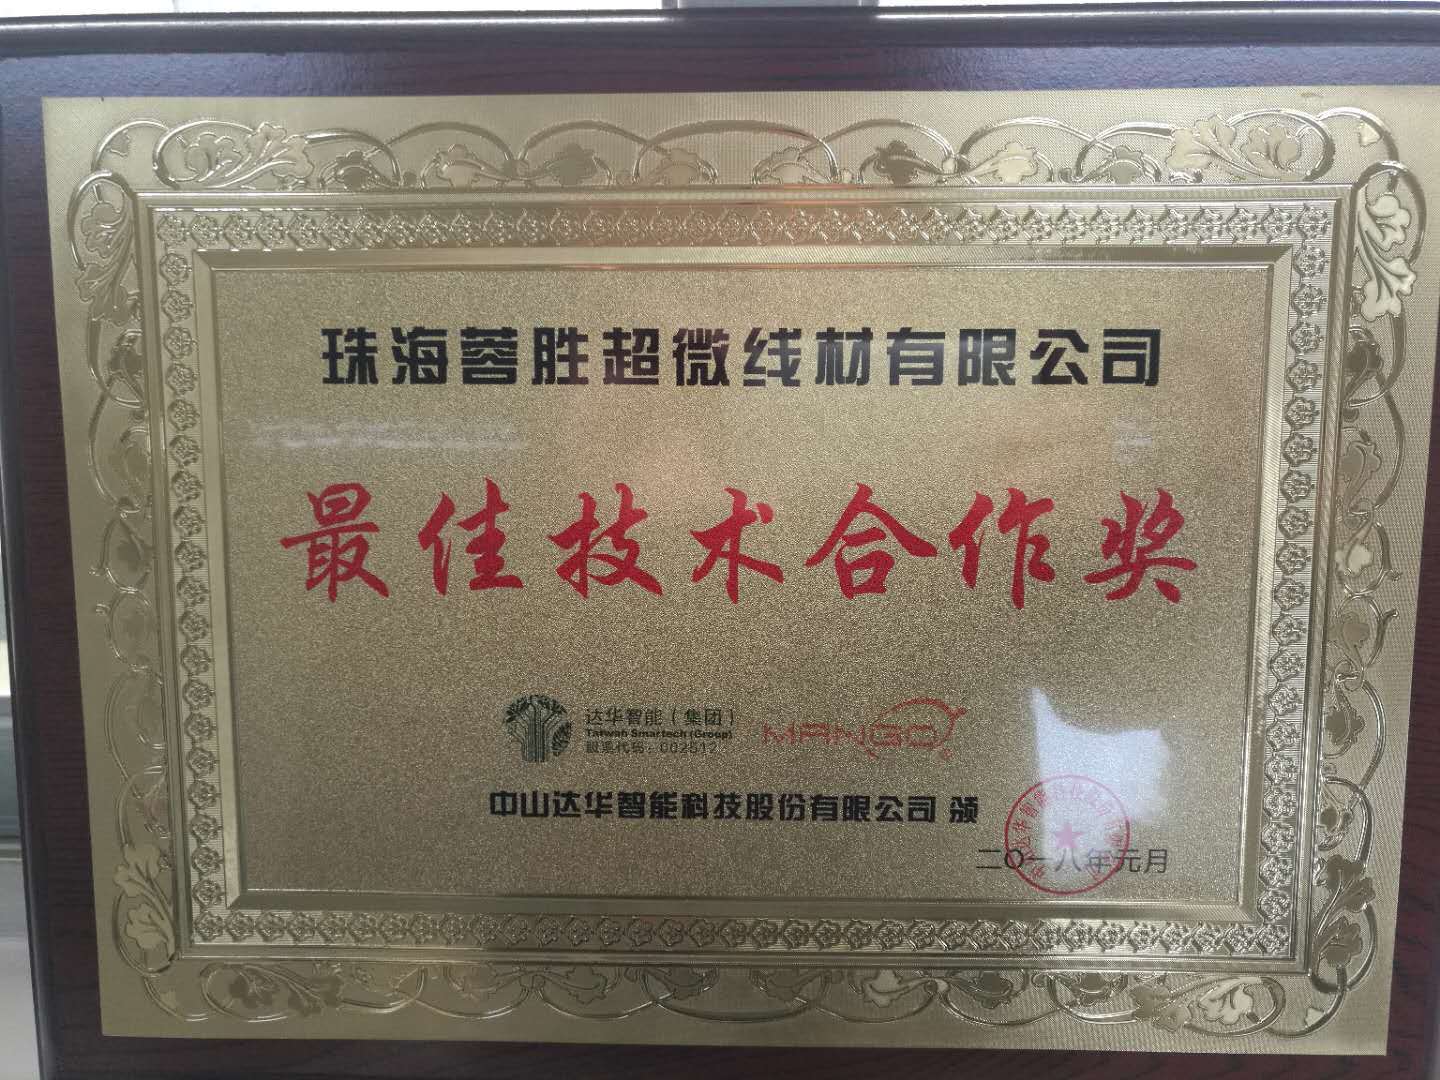 珠海蓉胜超微线材有限公司
最佳技术合作奖
达华智能（集团）
Tatwah Smartech (Group)
股票代码：002512
MANGO
中山达华智能科技股份有限公司 颁
二〇一八年元月